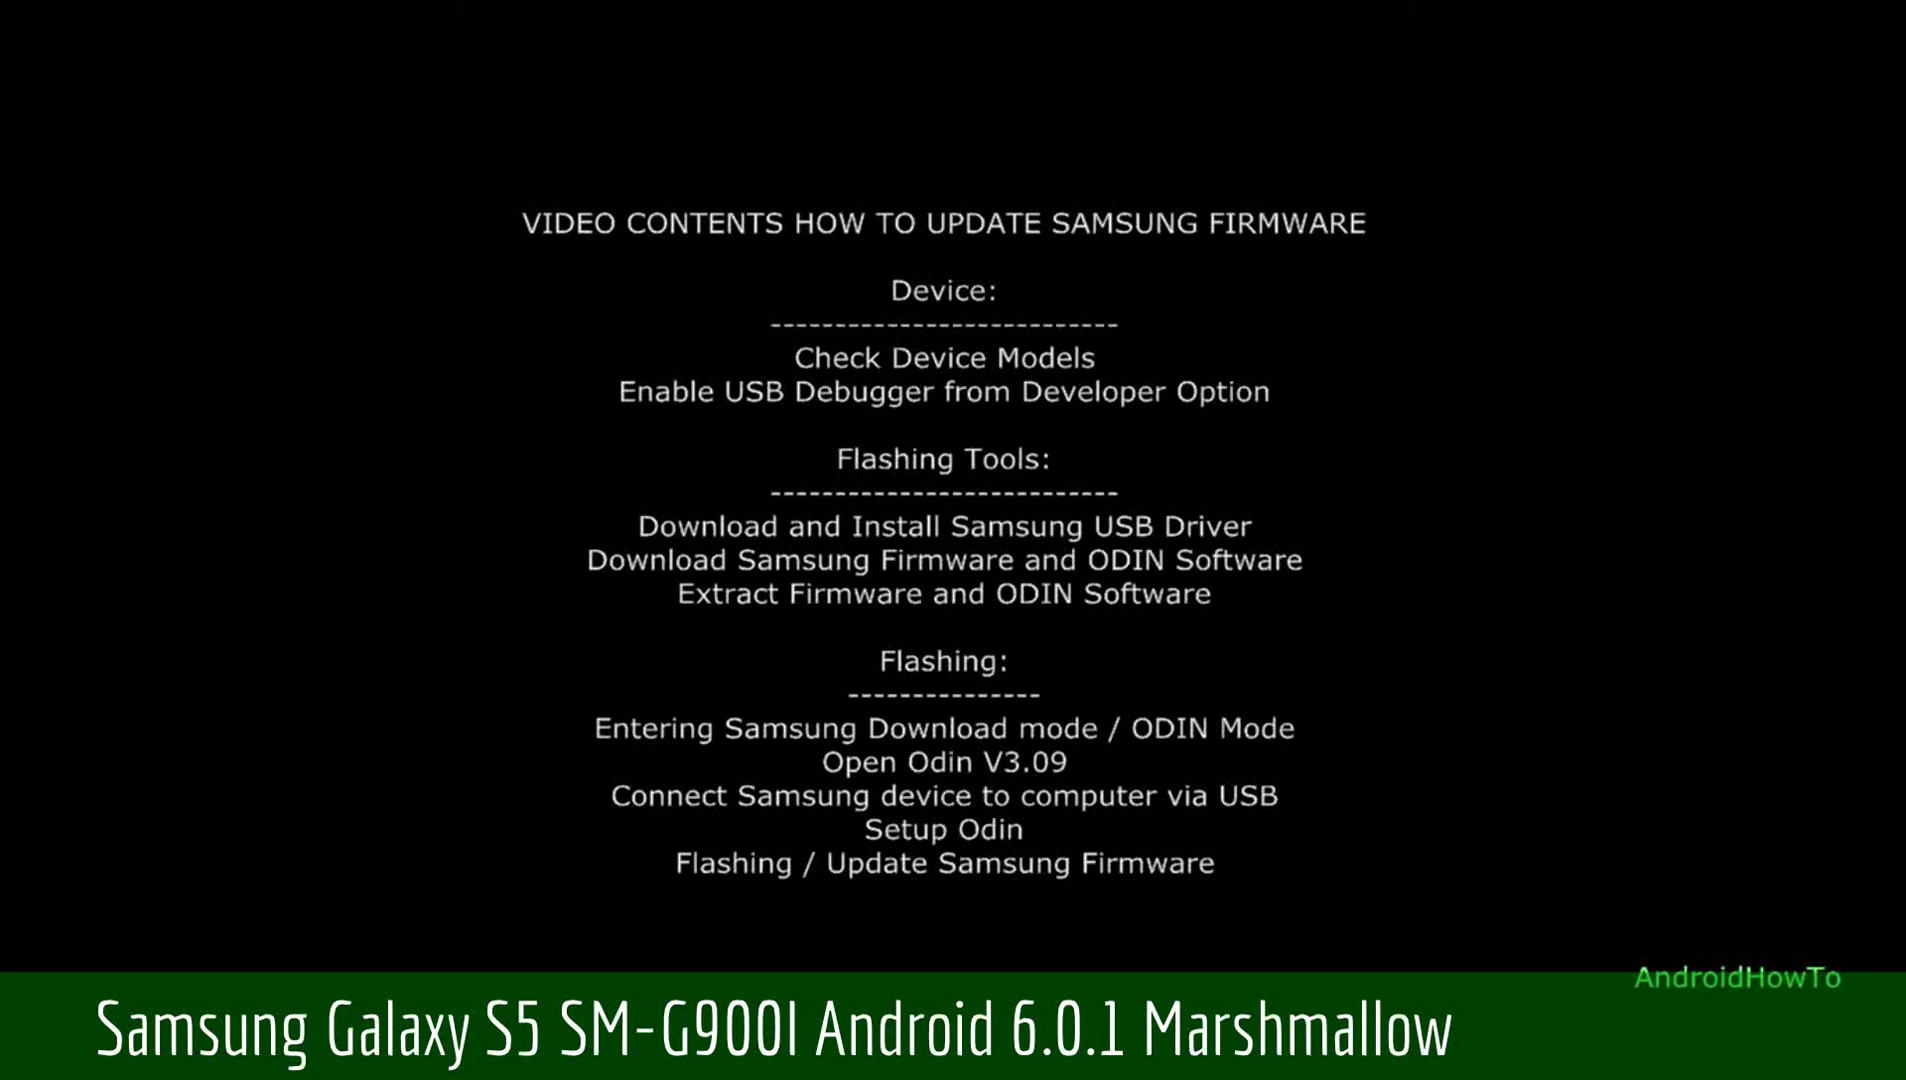 VIDEO CONTENTS HOW TO UPDATE SAMSUNG FIRMWARE
Device:
---------------------------
Check Device Models
Enable USB Debugger from Developer Option
Flashing Tools:
---------------------------
Download and Install Samsung USB Driver
Download Samsung Firmware and ODIN Software
Extract Firmware and ODIN Software
Flashing:
---------------
Entering Samsung Download mode / ODIN Mode
Open Odin V3.09
Connect Samsung device to computer via USB
Setup Odin
Flashing / Update Samsung Firmware
AndroidHowTo
Samsung Galaxy S5 SM-G900I Android 6.0.1 Marshmallow